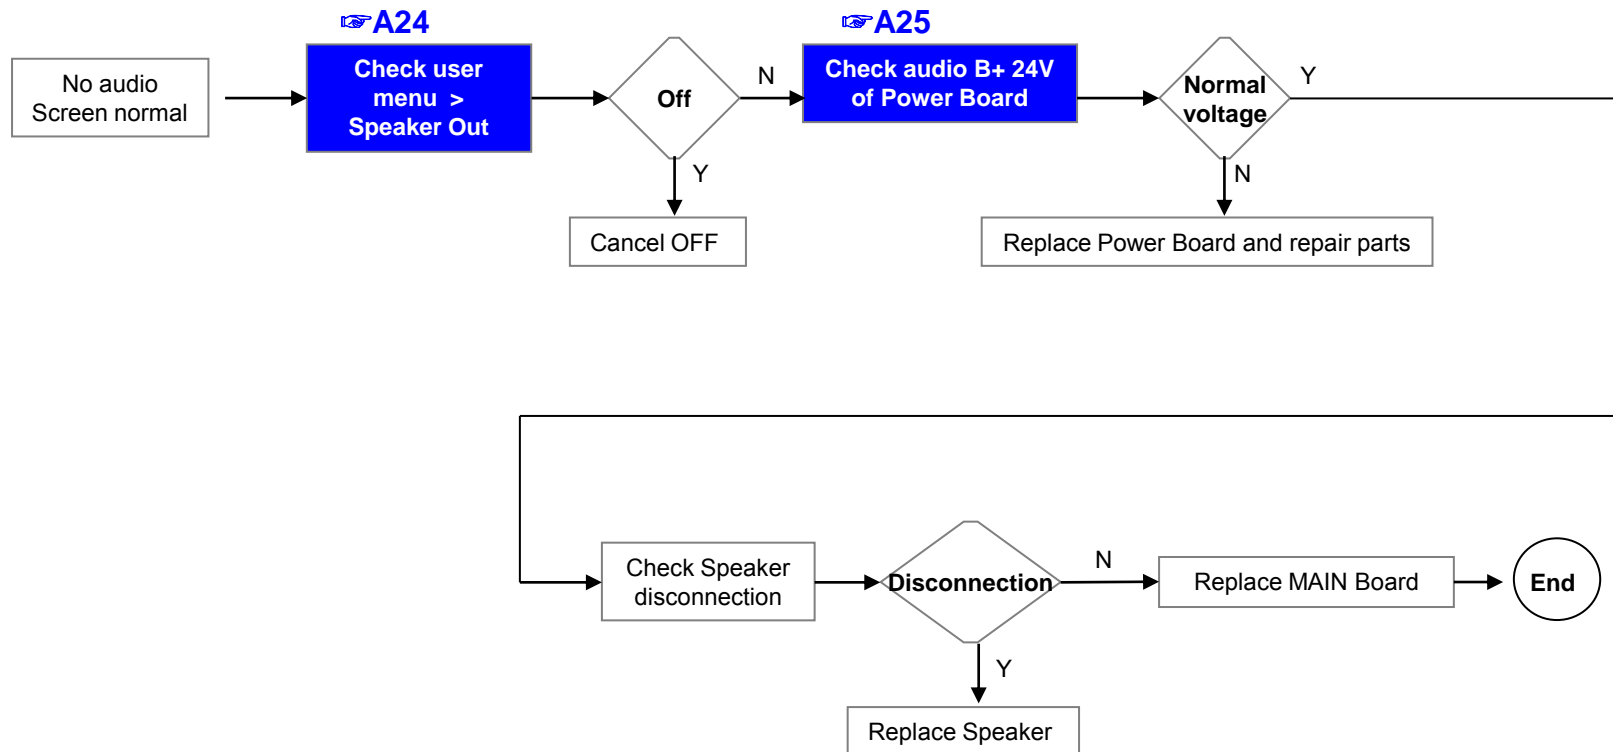 ☞A24
☞A25
No audio
Screen normal
Check user
menu >
Speaker Out
Off
N
Check audio B+ 24V
of Power Board
Normal
voltage
Y
Y
N
Cancel OFF
Replace Power Board and repair parts
Check Speaker
disconnection
Disconnection
N
Replace MAIN Board
End
Y
Replace Speaker